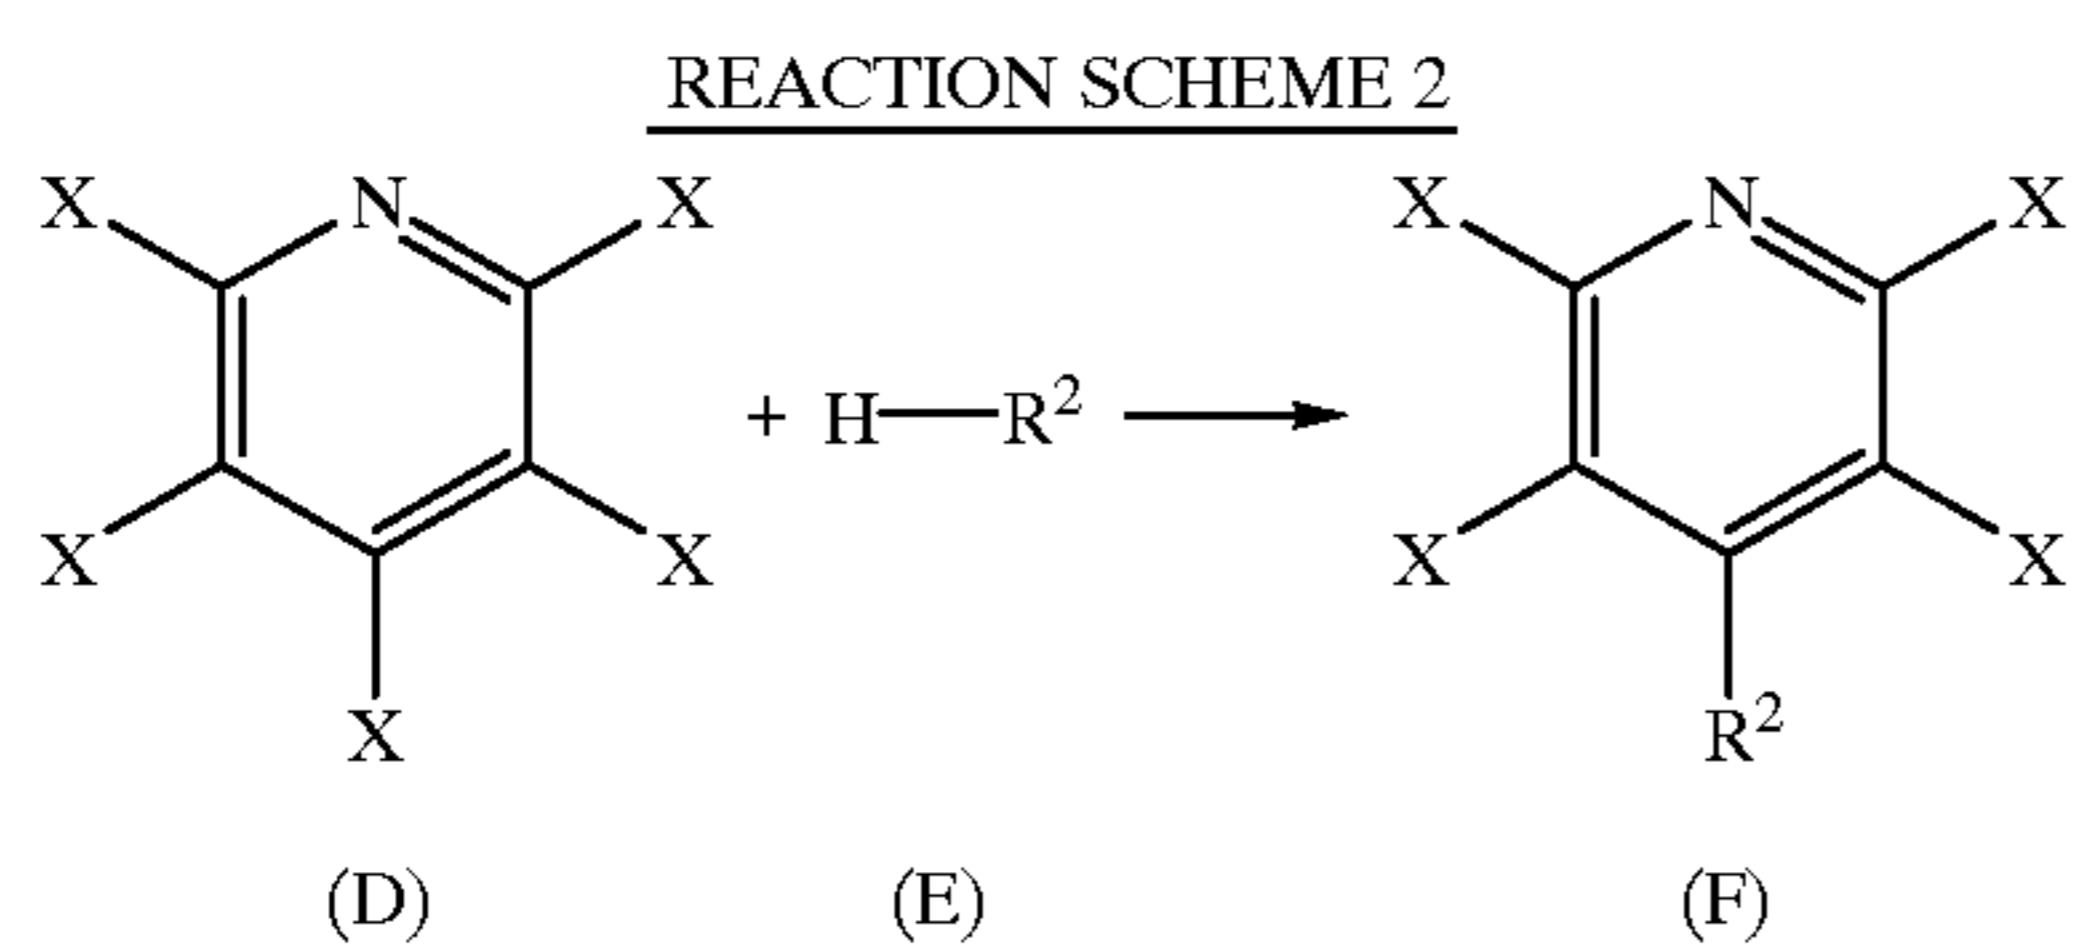 REACTION SCHEME 2
X N X X N X
+ H—R²
X X X X
X R²
(D) (E) (F)